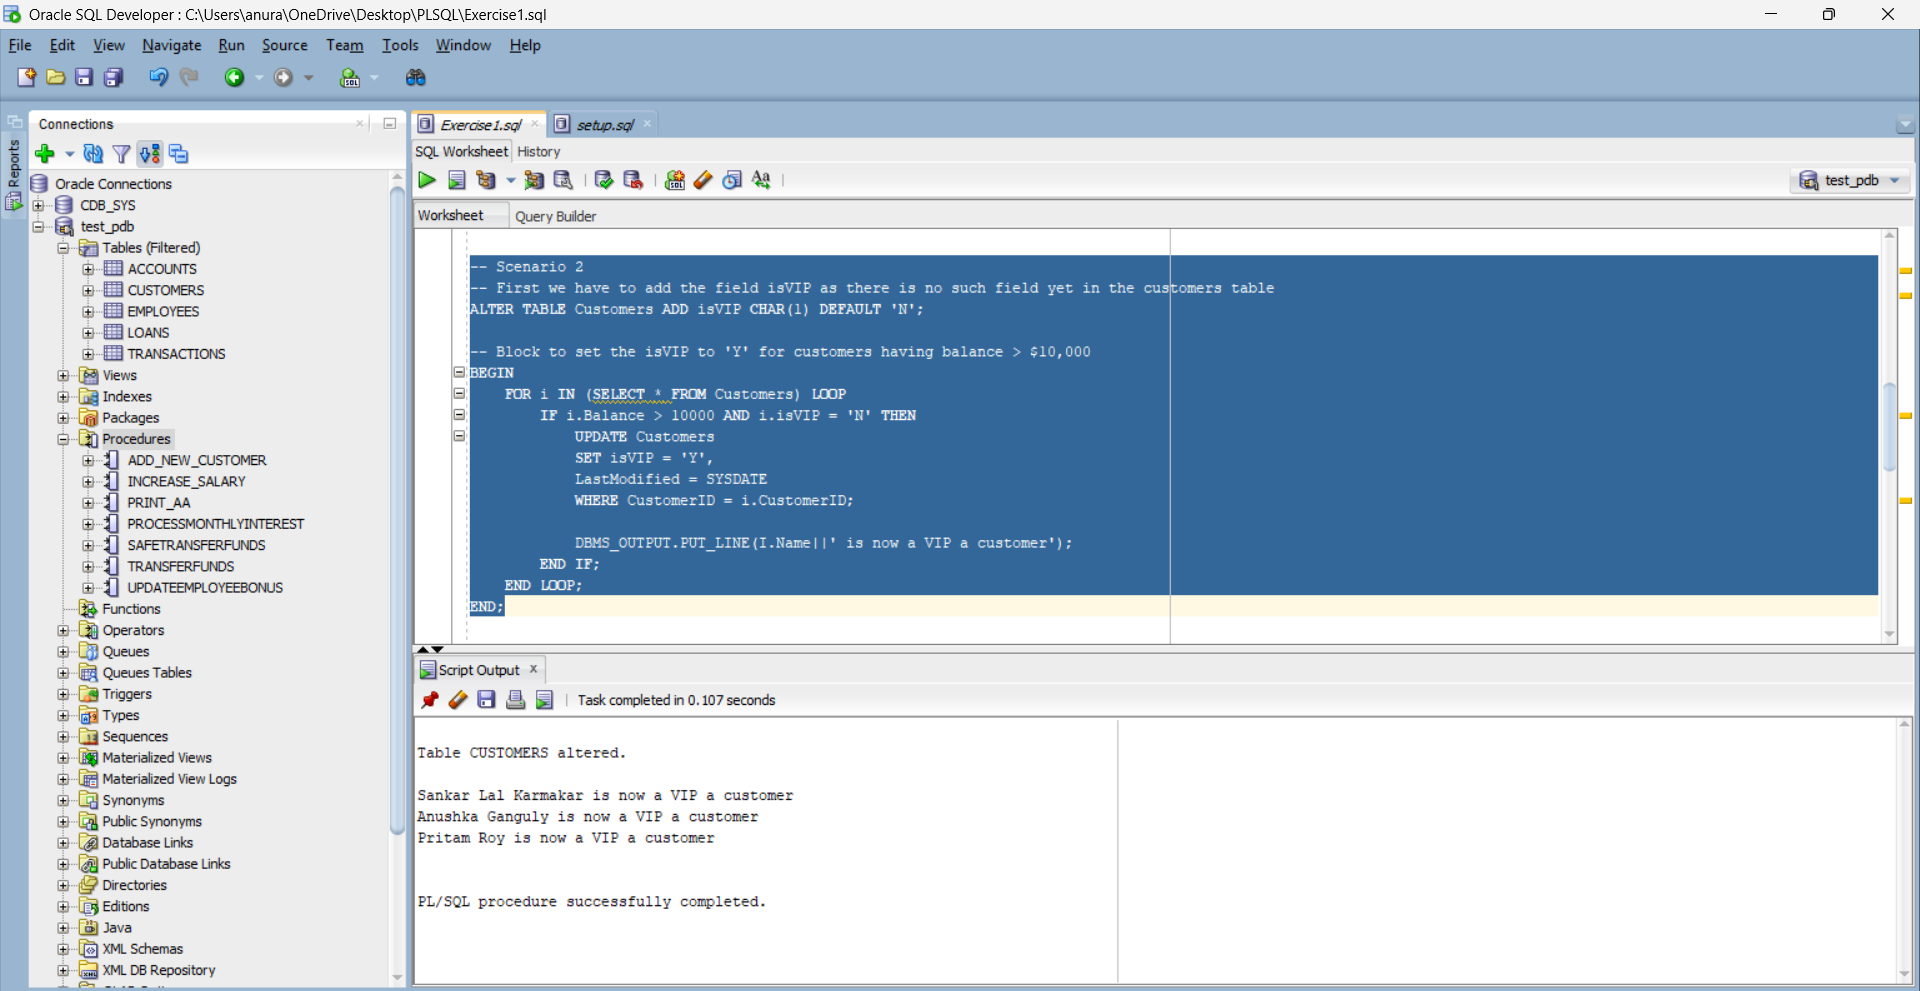 Oracle SQL Developer : C:\Users\anura\OneDrive\Desktop\PLSQL\Exercise1.sql
File Edit View Navigate Run Source Team Tools Window Help
SQL
Reports
Connections
Oracle Connections
CDB_SYS
test_pdb
Tables (Filtered)
ACCOUNTS
CUSTOMERS
EMPLOYEES
LOANS
TRANSACTIONS
Views
Indexes
Packages
Procedures
ADD_NEW_CUSTOMER
INCREASE_SALARY
PRINT_AA
PROCESSMONTHLYINTEREST
SAFETRANSFERFUNDS
TRANSFERFUNDS
UPDATEEMPLOYEEBONUS
Functions
Operators
Queues
Queues Tables
Triggers
Types
Sequences
Materialized Views
Materialized View Logs
Synonyms
Public Synonyms
Database Links
Public Database Links
Directories
Editions
Java
XML Schemas
XML DB Repository
Exercise1.sql setup.sql
SQL Worksheet History
test_pdb
Worksheet Query Builder
-- Scenario 2
-- First we have to add the field isVIP as there is no such field yet in the customers table
ALTER TABLE Customers ADD isVIP CHAR(1) DEFAULT 'N';
-- Block to set the isVIP to 'Y' for customers having balance > $10,000
BEGIN
FOR i IN (SELECT * FROM Customers) LOOP
IF i.Balance > 10000 AND i.isVIP = 'N' THEN
UPDATE Customers
SET isVIP = 'Y',
LastModified = SYSDATE
WHERE CustomerID = i.CustomerID;
DBMS_OUTPUT.PUT_LINE(I.Name||' is now a VIP a customer');
END IF;
END LOOP;
END;
Script Output
Task completed in 0.107 seconds
Table CUSTOMERS altered.
Sankar Lal Karmakar is now a VIP a customer
Anushka Ganguly is now a VIP a customer
Pritam Roy is now a VIP a customer
PL/SQL procedure successfully completed.